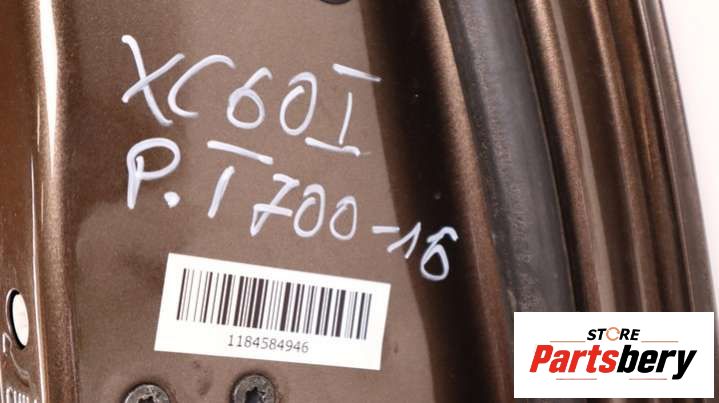 XC60 I
P.T 700-16
1184584946
STORE
Partsbery